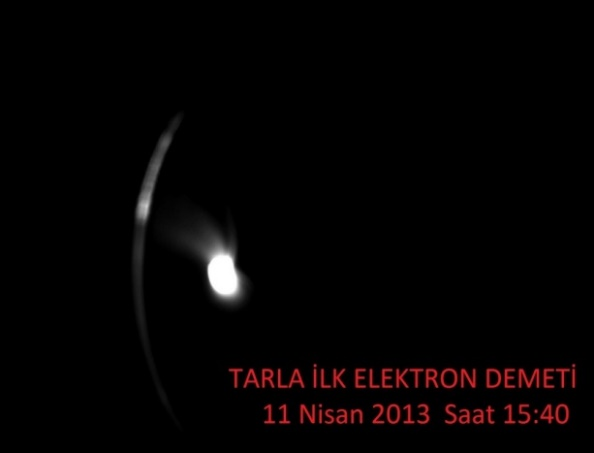 TARLA İLK ELEKTRON DEMETİ
11 Nisan 2013 Saat 15:40